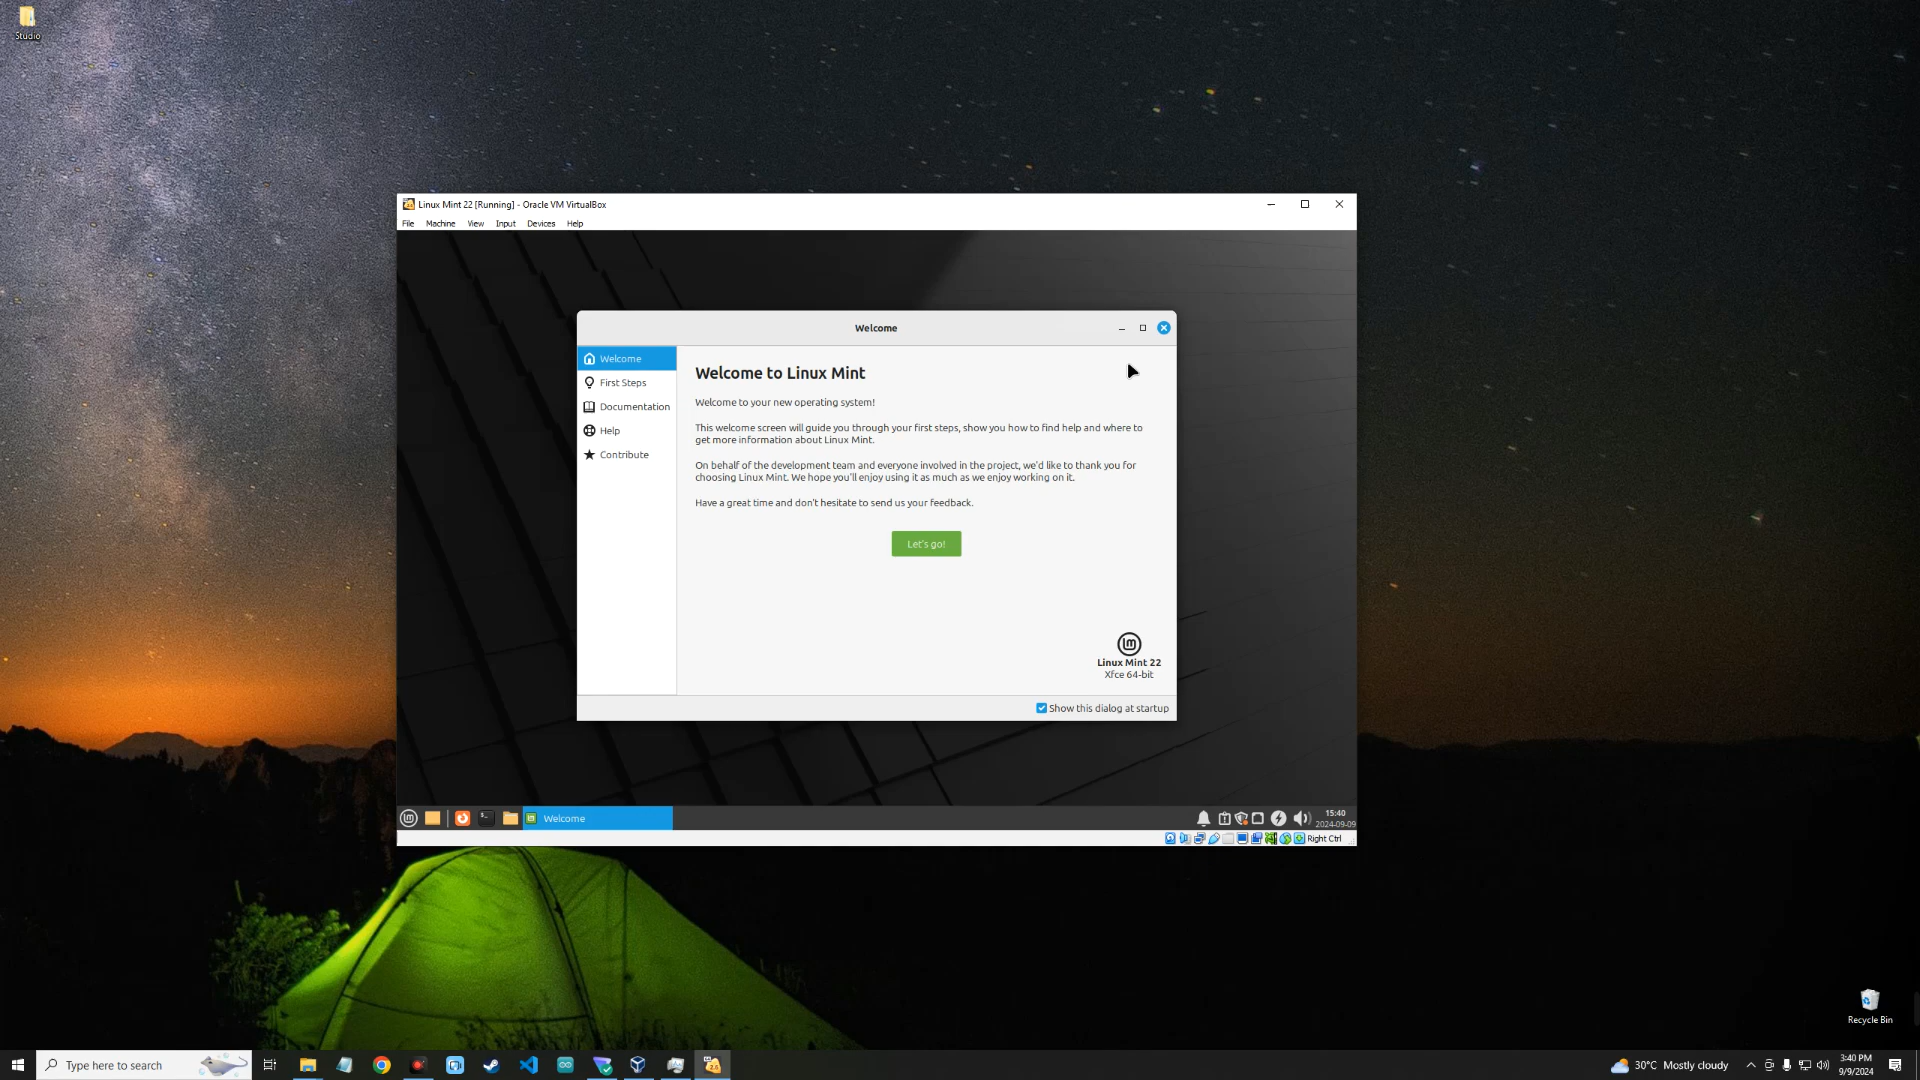 Studio
Linux Mint 22 [Running] - Oracle VM VirtualBox
File Machine View Input Devices Help
Welcome
Welcome
First Steps
Documentation
Help
Contribute
Welcome to Linux Mint
Welcome to your new operating system!
This welcome screen will guide you through your first steps, show you how to find help and where to
get more information about Linux Mint.
On behalf of the development team and everyone involved in the project, we'd like to thank you for
choosing Linux Mint. We hope you'll enjoy using it as much as we enjoy working on it.
Have a great time and don't hesitate to send us your feedback.
Let's go!
Linux Mint 22
Xfce 64-bit
Show this dialog at startup
Welcome
15:40
2024-09-09
Right Ctrl
Recycle Bin
Type here to search
30°C Mostly cloudy
3:40 PM
9/9/2024